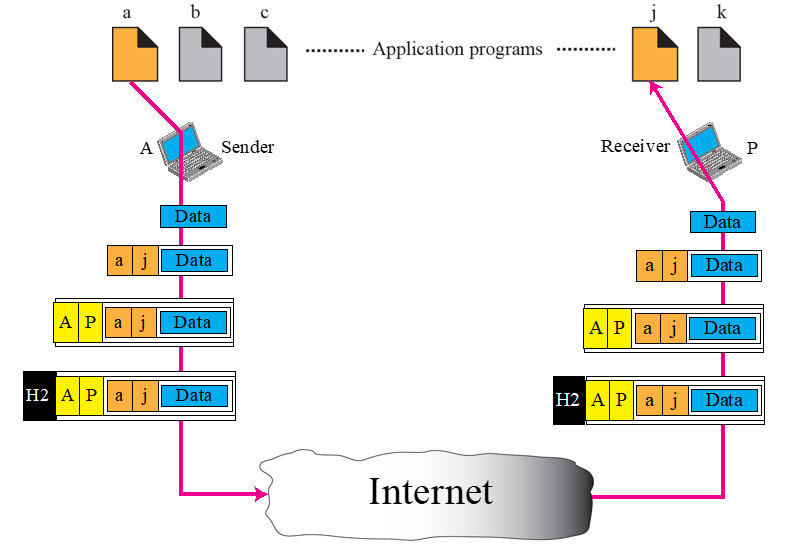 a b c Application programs j k
A Sender Receiver P
Data Data
a j Data a j Data
A P a j Data A P a j Data
H2 A P a j Data H2 A P a j Data
Internet